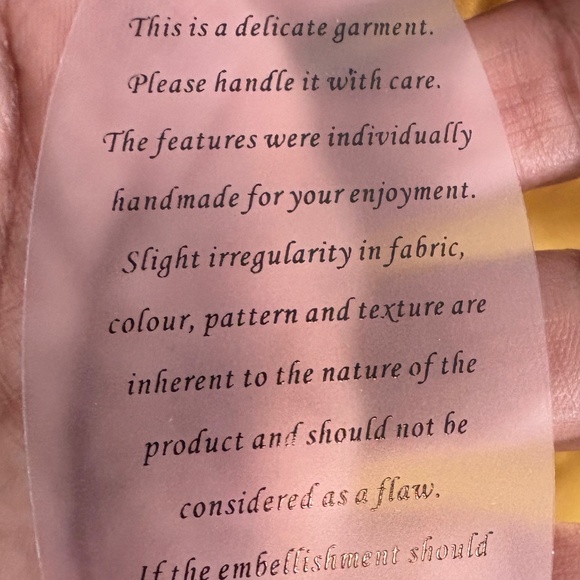 This is a delicate garment.
Please handle it with care.
The features were individually
handmade for your enjoyment.
Slight irregularity in fabric,
colour, pattern and texture are
inherent to the nature of the
product and should not be
considered as a flaw.
If the embellishment should